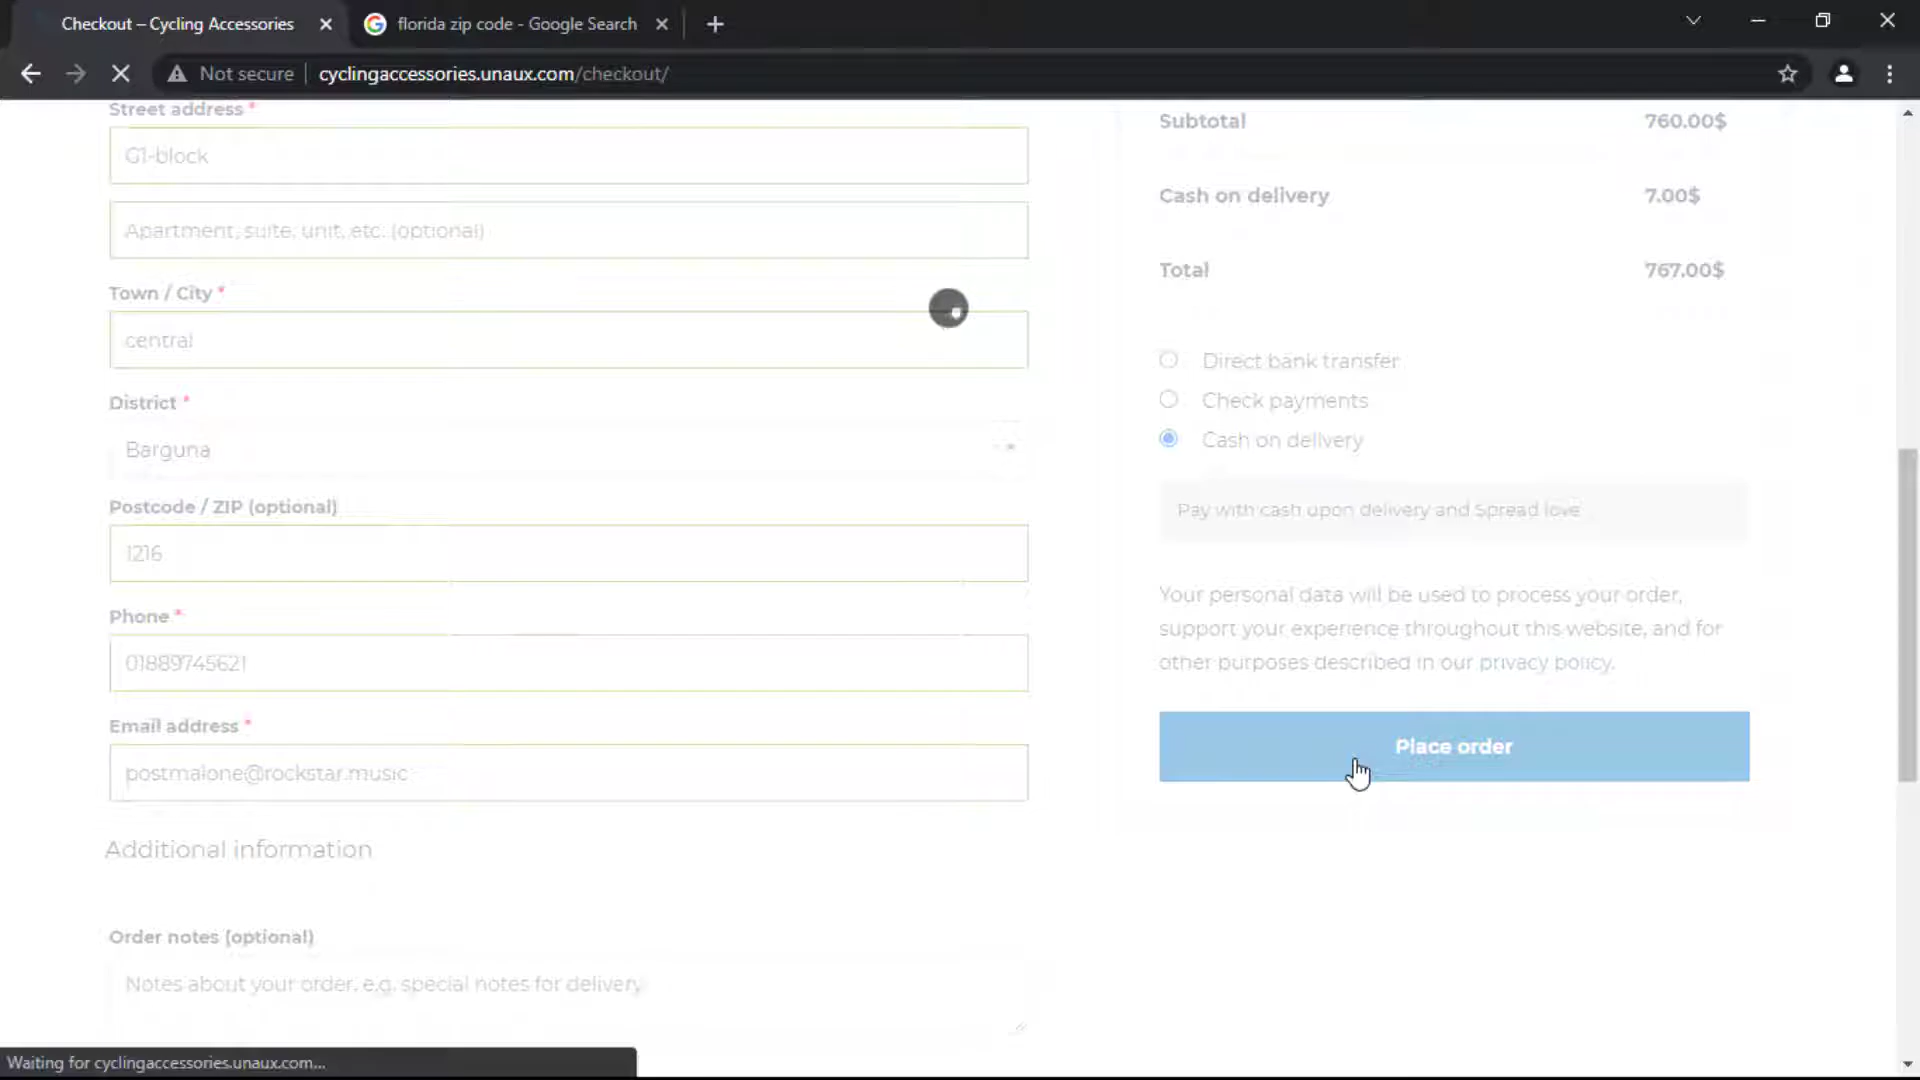 Checkout – Cycling Accessories
florida zip code - Google Search
Not secure
cyclingaccessories.unaux.com/checkout/
Street address *
G1-block
Apartment, suite, unit, etc. (optional)
Town / City *
central
District *
Barguna
Postcode / ZIP (optional)
1216
Phone *
01889745621
Email address *
postmalone@rockstar.music
Additional information
Order notes (optional)
Notes about your order, e.g. special notes for delivery.
Subtotal 760.00$
Cash on delivery 7.00$
Total 767.00$
Direct bank transfer
Check payments
Cash on delivery
Pay with cash upon delivery and Spread love
Your personal data will be used to process your order,
support your experience throughout this website, and for
other purposes described in our privacy policy.
Place order
Waiting for cyclingaccessories.unaux.com...